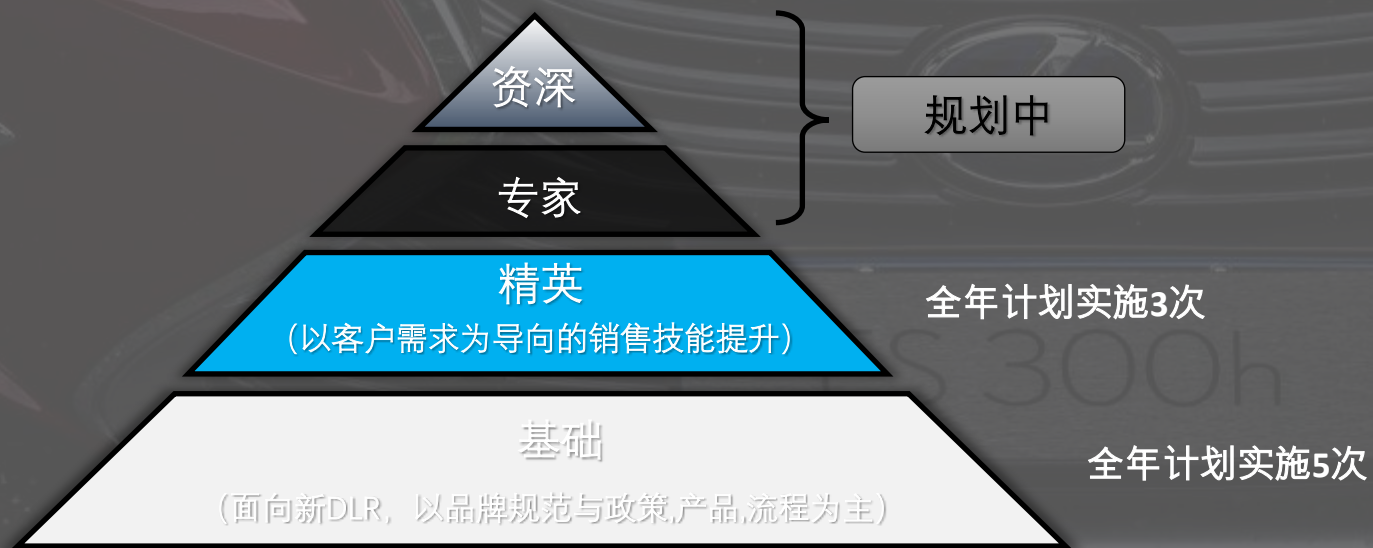 资深
规划中
专家
精英
（以客户需求为导向的销售技能提升）
全年计划实施3次
ES 300h
基础
全年计划实施5次
（面向新DLR，以品牌规范与政策,产品,流程为主）